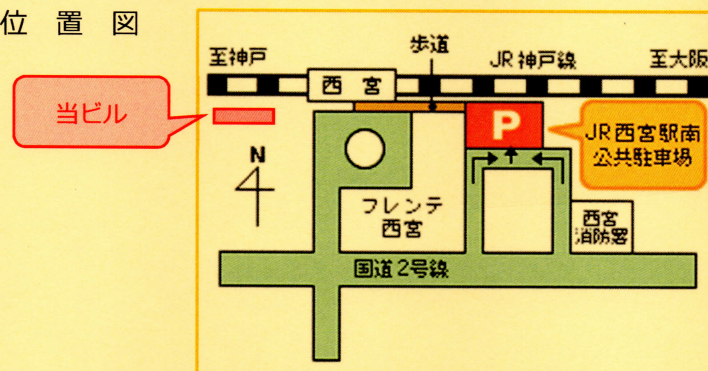 位置図
至神戸
歩道
JR神戸線
至大阪
西宮
当ビル
P
JR西宮駅南
公共駐車場
N
フレンテ
西宮
西宮
消防署
国道2号線